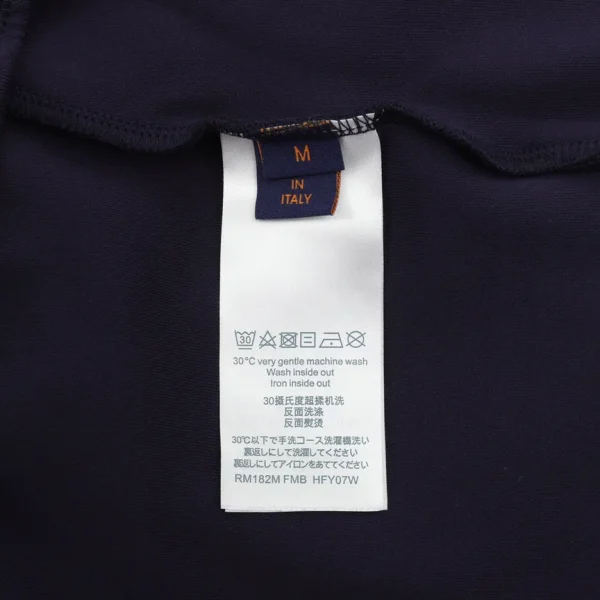 M
IN
ITALY
30
30°C very gentle machine wash
Wash inside out
Iron inside out
30摄氏度超揉机洗
反面洗涤
反面熨烫
30℃以下で手洗コース洗濯機洗い
裏返しにして洗濯してください
裏返しにしてアイロンをあててください
RM182M FMB HFY07W